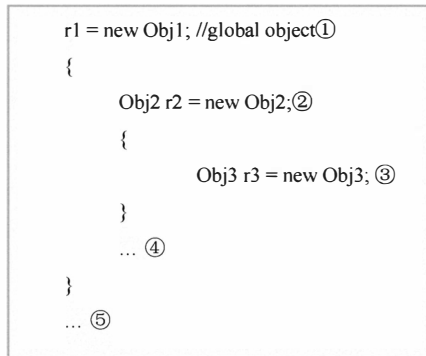 r1 = new Obj1; //global object①
{
Obj2 r2 = new Obj2;②
{
Obj3 r3 = new Obj3; ③
}
… ④
}
… ⑤